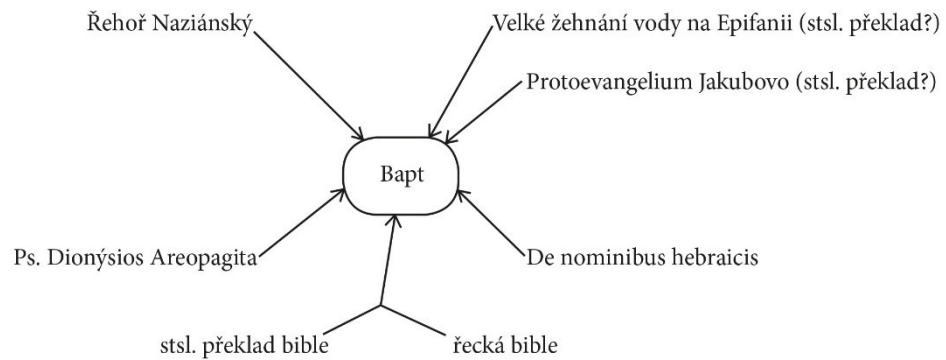 Řehoř Naziánský
Velké žehnání vody na Epifanii (stsl. překlad?)
Protoevangelium Jakubovo (stsl. překlad?)
Bapt
Ps. Dionýsios Areopagita
De nominibus hebraicis
stsl. překlad bible
řecká bible